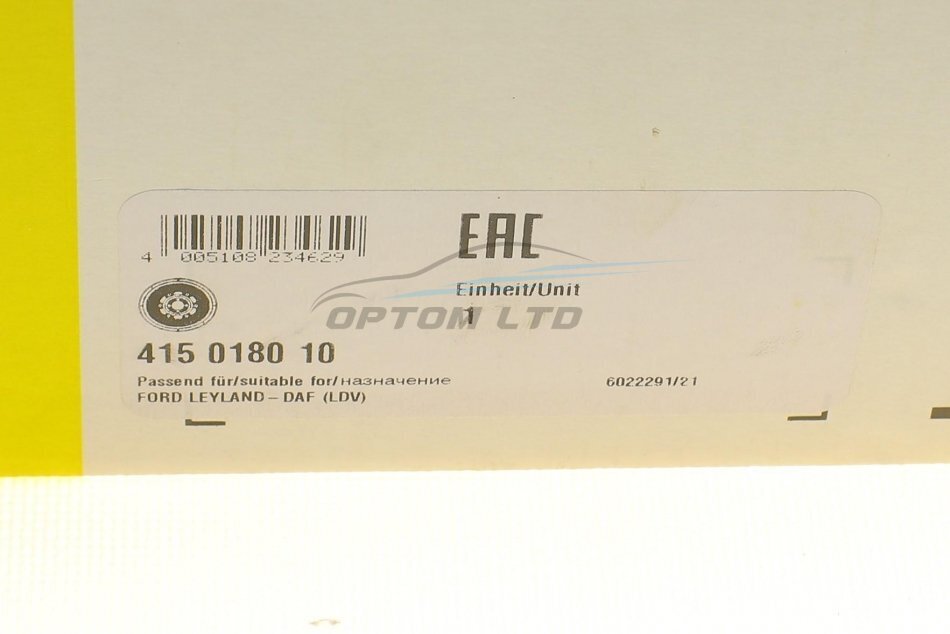 EAC
4 005108 234629
Einheit/Unit
1
OPTOM LTD
415 0180 10
Passend für/suitable for/назначение
6022291/21
FORD LEYLAND – DAF (LDV)